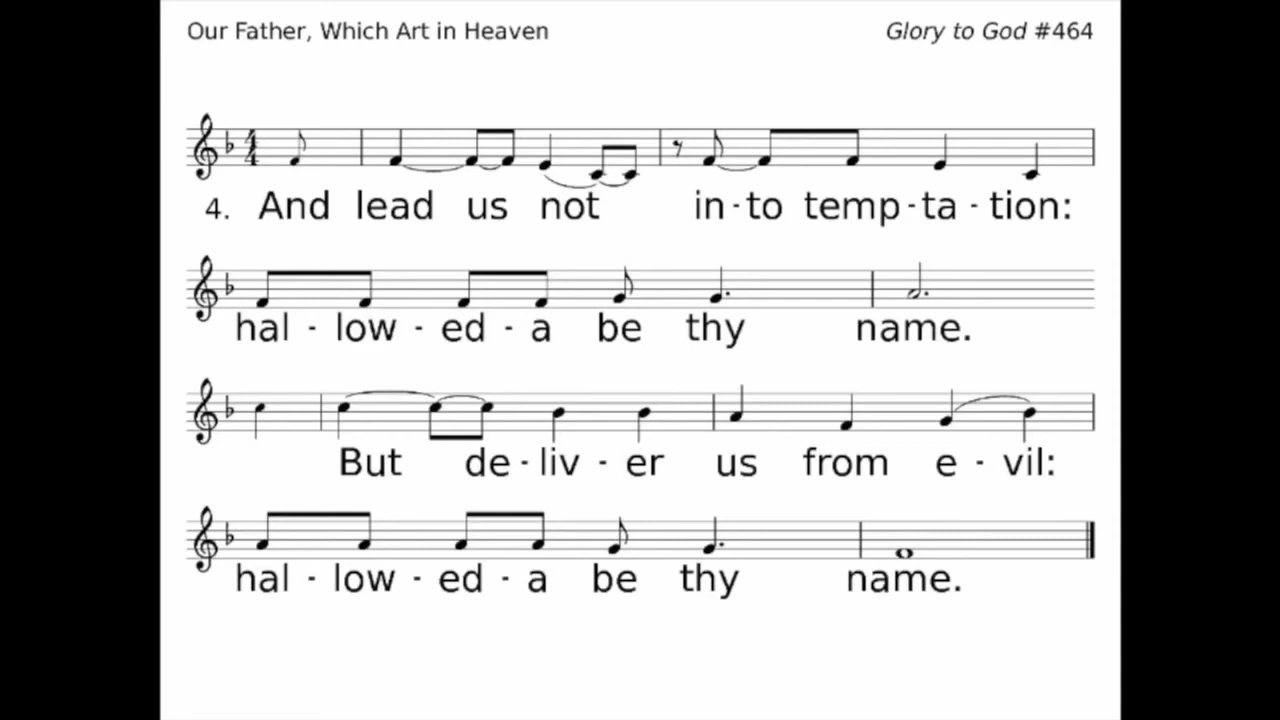 Our Father, Which Art in Heaven Glory to God #464
4. And lead us not in-to temp-ta-tion:
hal-low-ed-a be thy name.
But de-liv-er us from e-vil:
hal-low-ed-a be thy name.